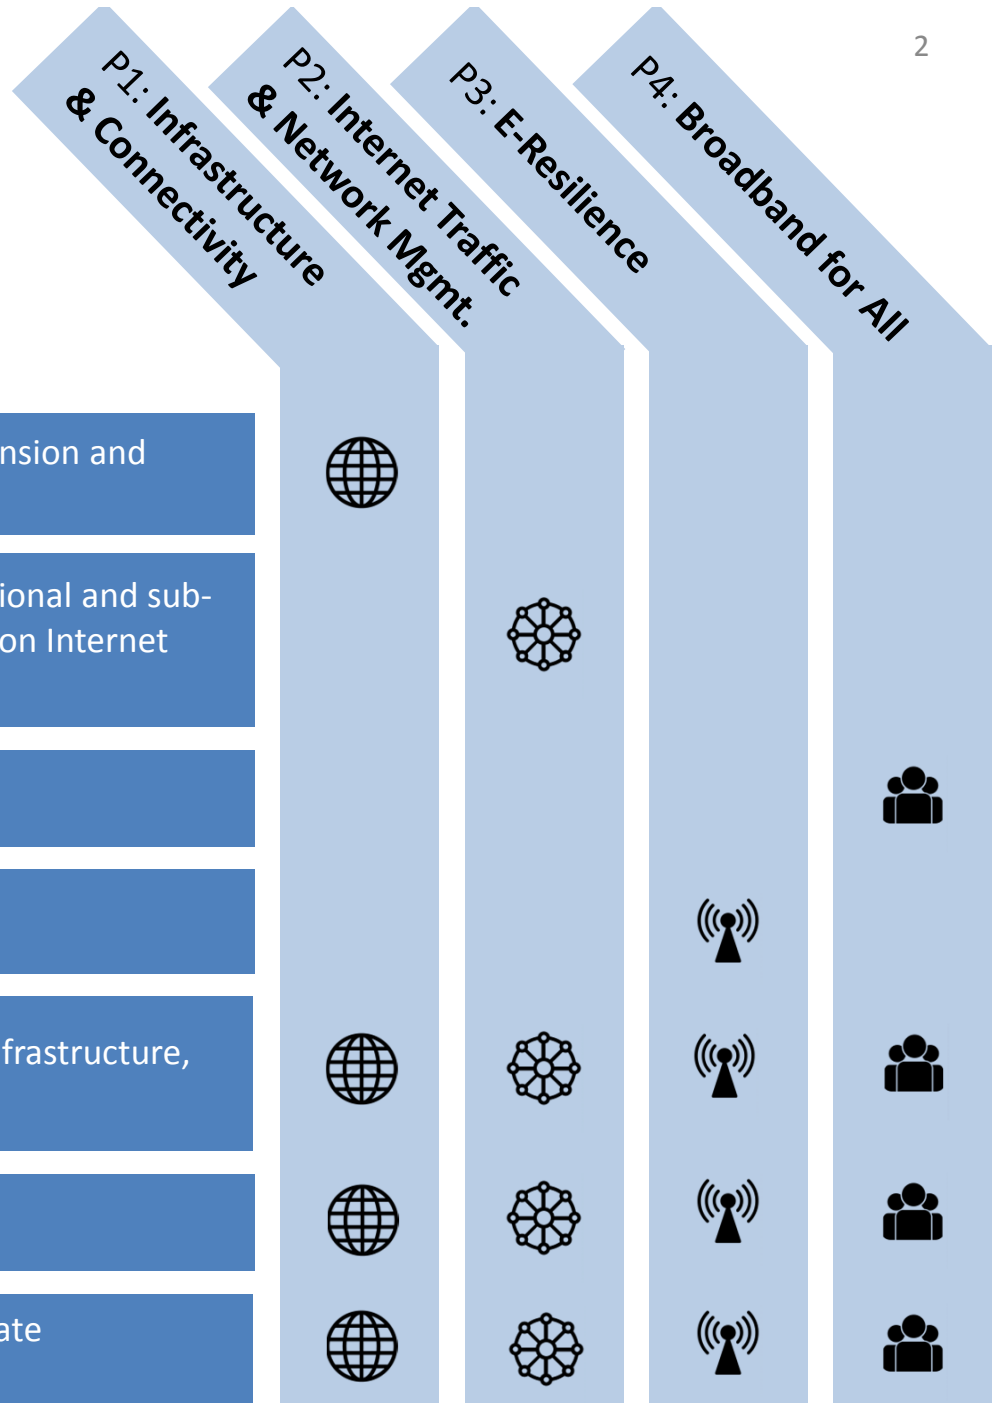 2
P1: Infrastructure
& Connectivity
P2: Internet Traffic
& Network Mgmt.
P3: E-Resilience
P4: Broadband for All
nsion and
ional and sub-
on Internet
frastructure,
ate